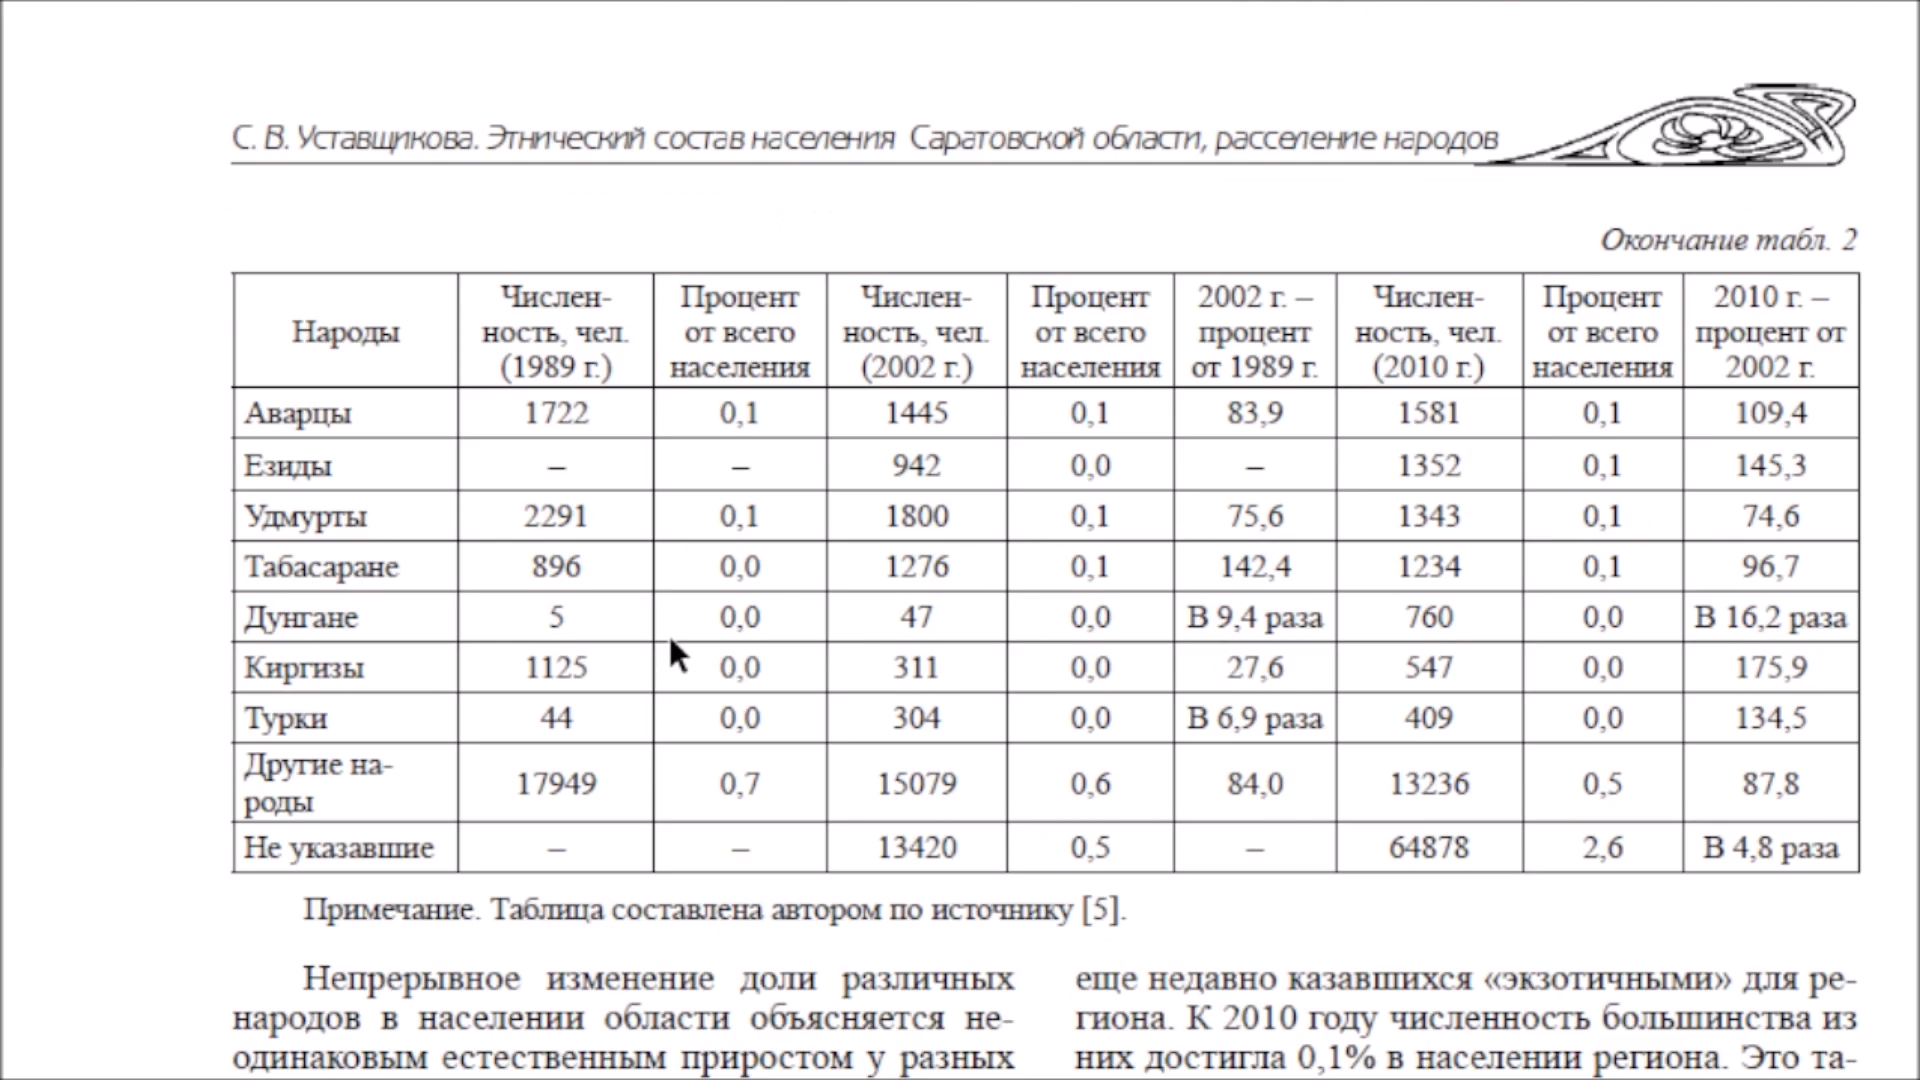 С. В. Уставщикова. Этнический состав населения Саратовской области, расселение народов
Окончание табл. 2
Народы | Числен-ность, чел. (1989 г.) | Процент от всего населения | Числен-ность, чел. (2002 г.) | Процент от всего населения | 2002 г. – процент от 1989 г. | Числен-ность, чел. (2010 г.) | Процент от всего населения | 2010 г. – процент от 2002 г.
Аварцы | 1722 | 0,1 | 1445 | 0,1 | 83,9 | 1581 | 0,1 | 109,4
Езиды | – | – | 942 | 0,0 | – | 1352 | 0,1 | 145,3
Удмурты | 2291 | 0,1 | 1800 | 0,1 | 75,6 | 1343 | 0,1 | 74,6
Табасаране | 896 | 0,0 | 1276 | 0,1 | 142,4 | 1234 | 0,1 | 96,7
Дунгане | 5 | 0,0 | 47 | 0,0 | В 9,4 раза | 760 | 0,0 | В 16,2 раза
Киргизы | 1125 | 0,0 | 311 | 0,0 | 27,6 | 547 | 0,0 | 175,9
Турки | 44 | 0,0 | 304 | 0,0 | В 6,9 раза | 409 | 0,0 | 134,5
Другие на-роды | 17949 | 0,7 | 15079 | 0,6 | 84,0 | 13236 | 0,5 | 87,8
Не указавшие | – | – | 13420 | 0,5 | – | 64878 | 2,6 | В 4,8 раза
Примечание. Таблица составлена автором по источнику [5].
Непрерывное изменение доли различных
народов в населении области объясняется не-
одинаковым естественным приростом у разных
еще недавно казавшихся «экзотичными» для ре-
гиона. К 2010 году численность большинства из
них достигла 0,1% в населении региона. Это та-